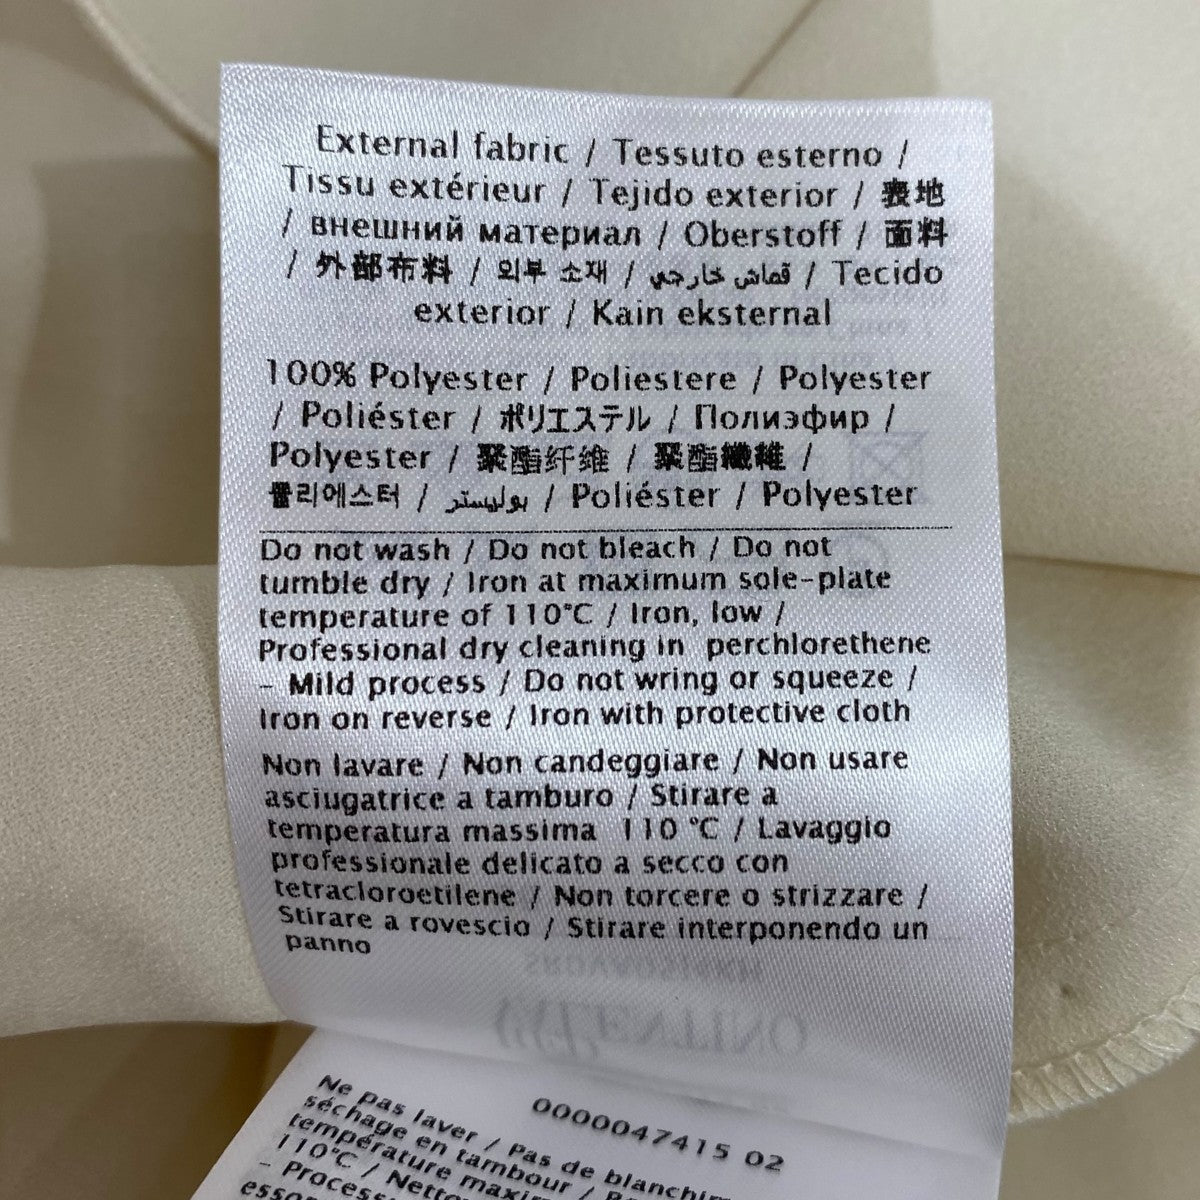 External fabric / Tessuto esterno /
Tissu extérieur / Tejido exterior / 表地
/ внешний материал / Oberstoff / 面料
/ 外部布料 / 외부 소재 / قماش خارجي / Tecido
exterior / Kain eksternal
100% Polyester / Poliestere / Polyester
/ Poliéster / ポリエステル / Полиэфир /
Polyester / 聚酯纤维 / 聚酯纖維 /
폴리에스터 / بوليستر / Poliéster / Polyester
Do not wash / Do not bleach / Do not
tumble dry / Iron at maximum sole-plate
temperature of 110°C / Iron, low /
Professional dry cleaning in perchlorethene
- Mild process / Do not wring or squeeze /
Iron on reverse / Iron with protective cloth
Non lavare / Non candeggiare / Non usare
asciugatrice a tamburo / Stirare a
temperatura massima 110 °C / Lavaggio
professionale delicato a secco con
tetracloroetilene / Non torcere o strizzare /
Stirare a rovescio / Stirare interponendo un
panno
VALENTINO
0000047415 02
Ne pas laver / Pas de blanchim
séchage en tambour /
température maxim
110°C / Netto
- Process